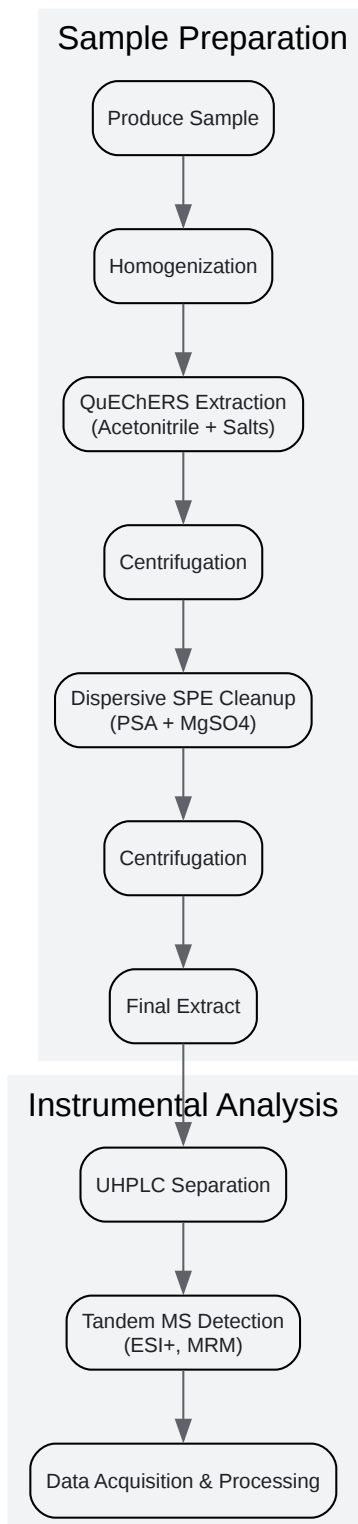 Sample Preparation
Produce Sample
Homogenization
QuEChERS Extraction
(Acetonitrile + Salts)
Centrifugation
Dispersive SPE Cleanup
(PSA + MgSO4)
Centrifugation
Final Extract
Instrumental Analysis
UHPLC Separation
Tandem MS Detection
(ESI+, MRM)
Data Acquisition & Processing